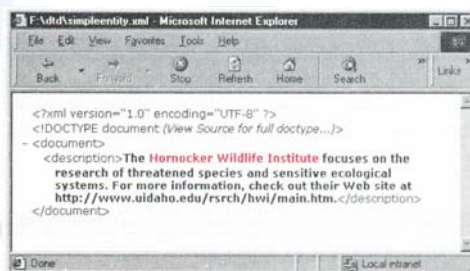 F:\dtd\simpleentity.xml - Microsoft Internet Explorer
File Edit View Favorites Tools Help
Back Forward Stop Refresh Home Search » Links »
<?xml version="1.0" encoding="UTF-8" ?>
<!DOCTYPE document (View Source for full doctype...)>
- <document>
<description>The Hornocker Wildlife Institute focuses on the
research of threatened species and sensitive ecological
systems. For more information, check out their Web site at
http://www.uidaho.edu/rsrch/hwi/main.htm.</description>
</document>
Done Local intranet